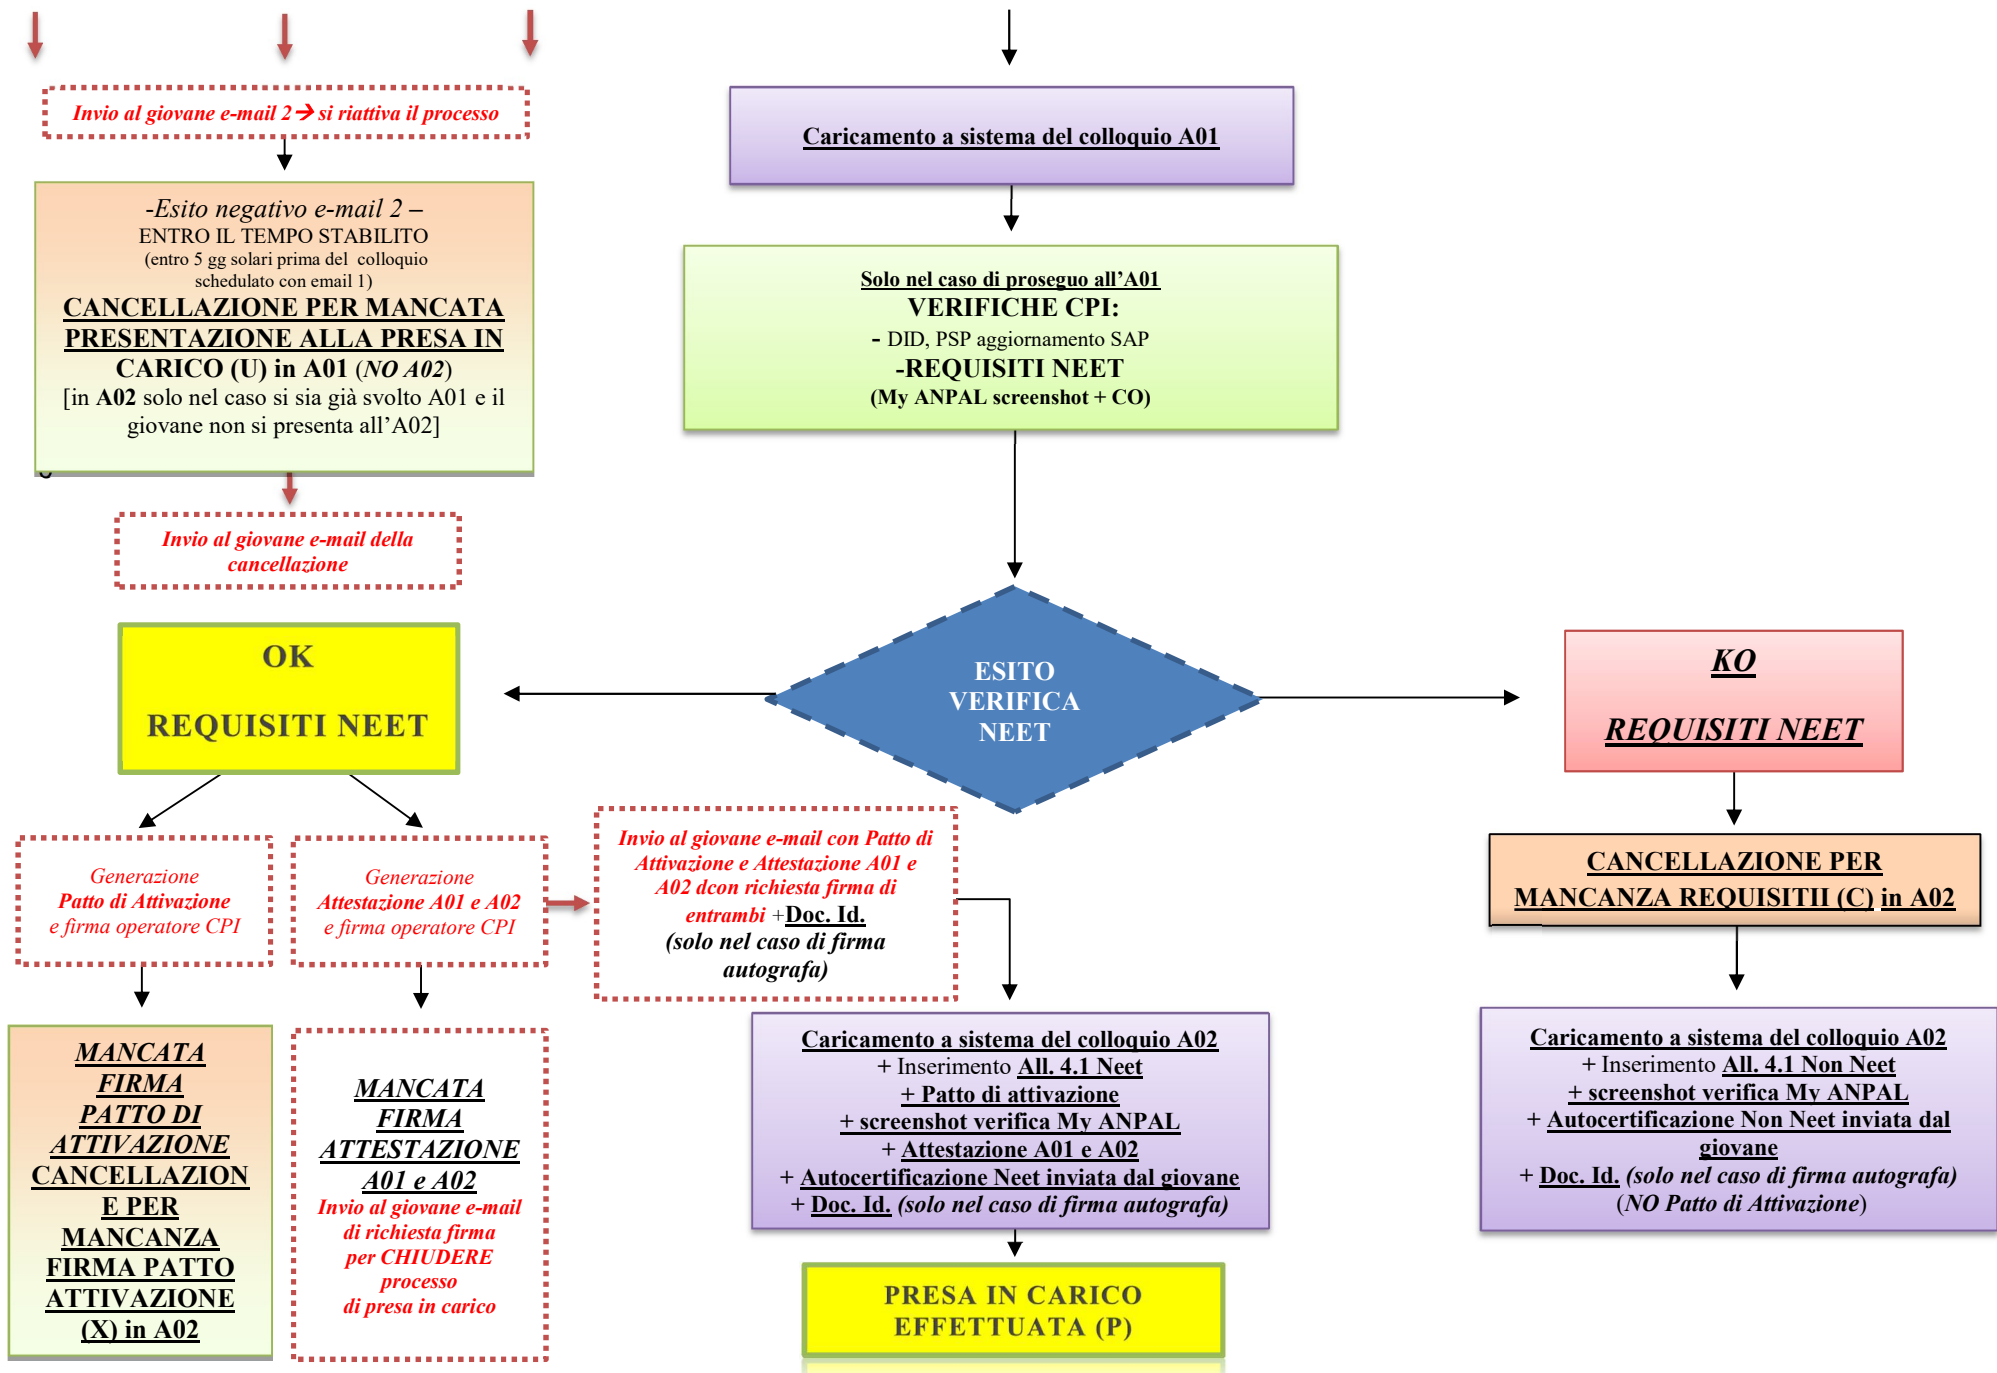 Invio al giovane e-mail 2→ si riattiva il processo
Caricamento a sistema del colloquio A01
-Esito negativo e-mail 2 –
ENTRO IL TEMPO STABILITO
(entro 5 gg solari prima del colloquio
schedulato con email 1)
CANCELLAZIONE PER MANCATA
PRESENTAZIONE ALLA PRESA IN
CARICO (U) in A01 (NO A02)
[in A02 solo nel caso si sia già svolto A01 e il
giovane non si presenta all’A02]
Solo nel caso di proseguo all’A01
VERIFICHE CPI:
- DID, PSP aggiornamento SAP
-REQUISITI NEET
(My ANPAL screenshot + CO)
Invio al giovane e-mail della
cancellazione
OK
REQUISITI NEET
ESITO
VERIFICA
NEET
KO
REQUISITI NEET
Generazione
Patto di Attivazione
e firma operatore CPI
Generazione
Attestazione A01 e A02
e firma operatore CPI
Invio al giovane e-mail con Patto di
Attivazione e Attestazione A01 e
A02 dcon richiesta firma di
entrambi +Doc. Id.
(solo nel caso di firma
autografa)
CANCELLAZIONE PER
MANCANZA REQUISITII (C) in A02
MANCATA
FIRMA
PATTO DI
ATTIVAZIONE
CANCELLAZION
E PER
MANCANZA
FIRMA PATTO
ATTIVAZIONE
(X) in A02
MANCATA
FIRMA
ATTESTAZIONE
A01 e A02
Invio al giovane e-mail
di richiesta firma
per CHIUDERE
processo
di presa in carico
Caricamento a sistema del colloquio A02
+ Inserimento All. 4.1 Neet
+ Patto di attivazione
+ screenshot verifica My ANPAL
+ Attestazione A01 e A02
+ Autocertificazione Neet inviata dal giovane
+ Doc. Id. (solo nel caso di firma autografa)
Caricamento a sistema del colloquio A02
+ Inserimento All. 4.1 Non Neet
+ screenshot verifica My ANPAL
+ Autocertificazione Non Neet inviata dal
giovane
+ Doc. Id. (solo nel caso di firma autografa)
(NO Patto di Attivazione)
PRESA IN CARICO
EFFETTUATA (P)